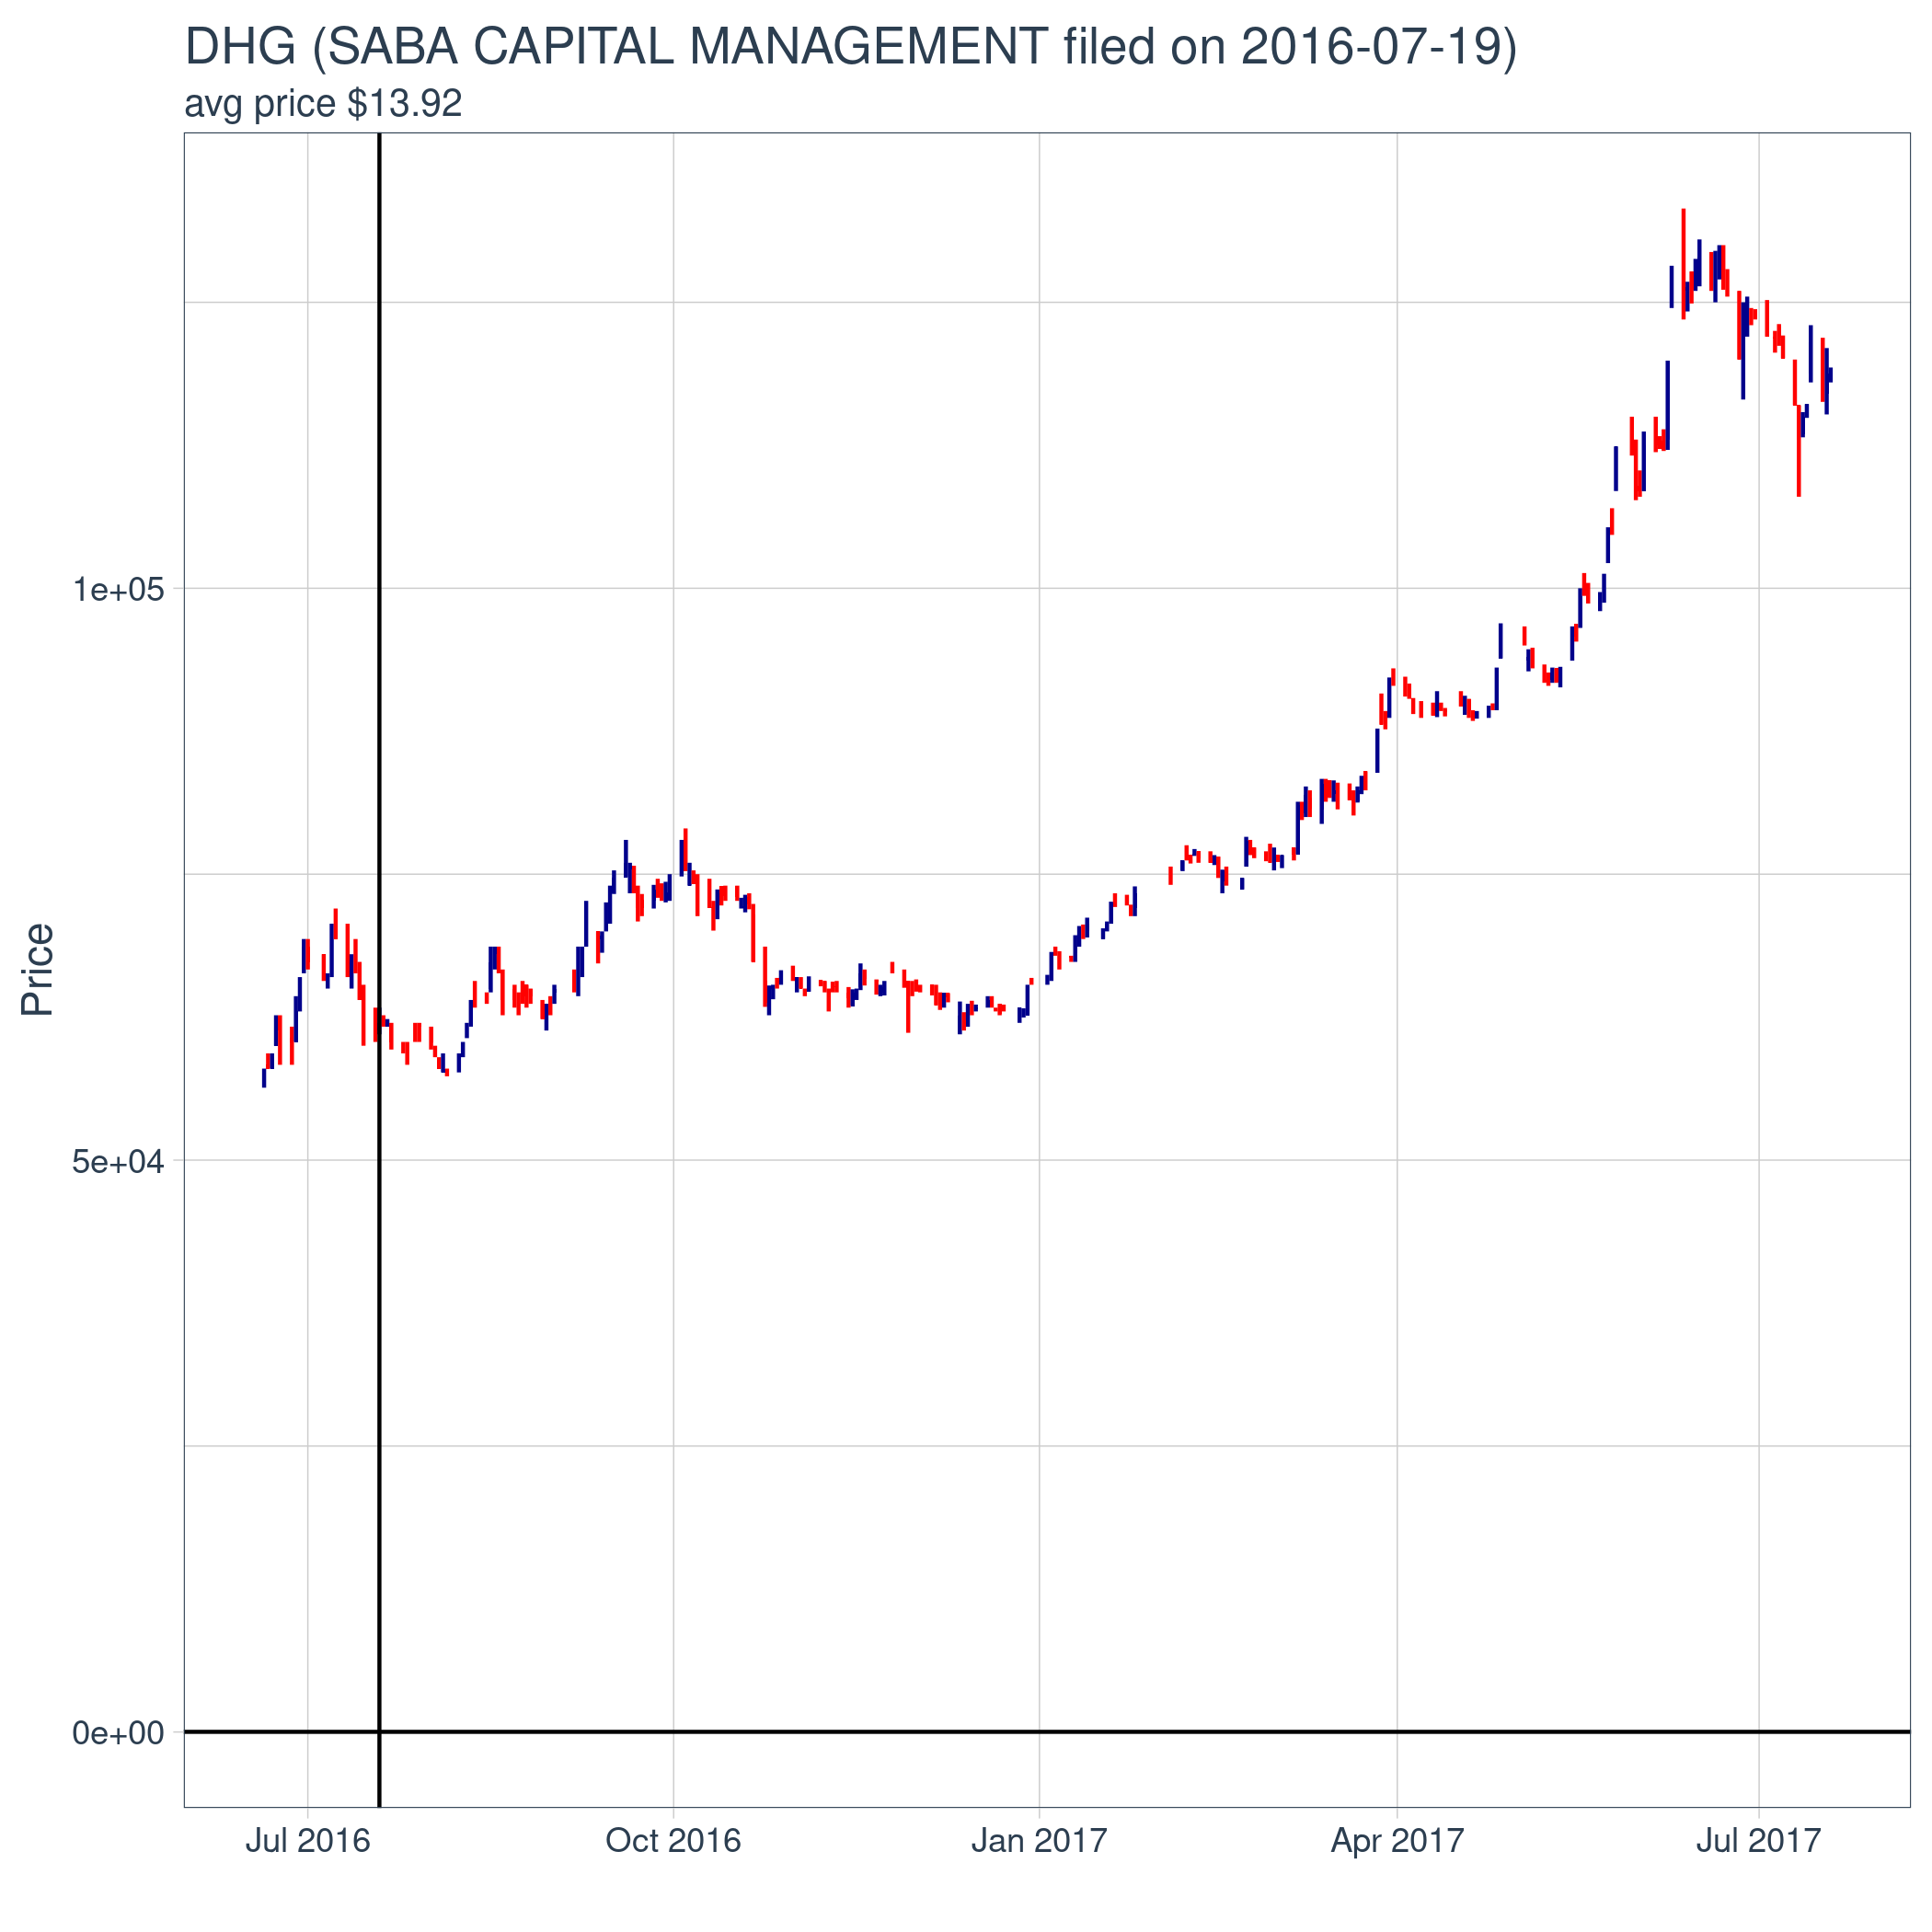 DHG (SABA CAPITAL MANAGEMENT filed on 2016-07-19)
avg price $13.92
Price
1e+05
5e+04
0e+00
Jul 2016 Oct 2016 Jan 2017 Apr 2017 Jul 2017